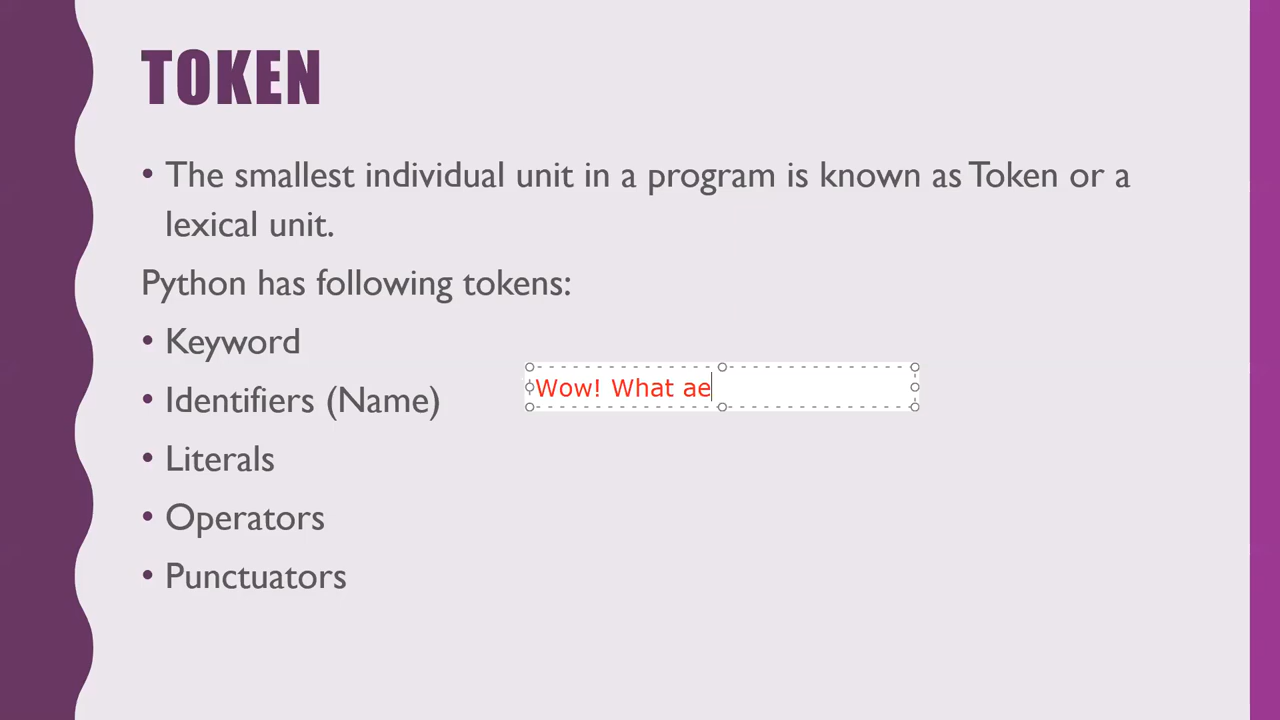 TOKEN
• The smallest individual unit in a program is known as Token or a
lexical unit.
Python has following tokens:
• Keyword
• Identifiers (Name)
Wow! What ae
• Literals
• Operators
• Punctuators